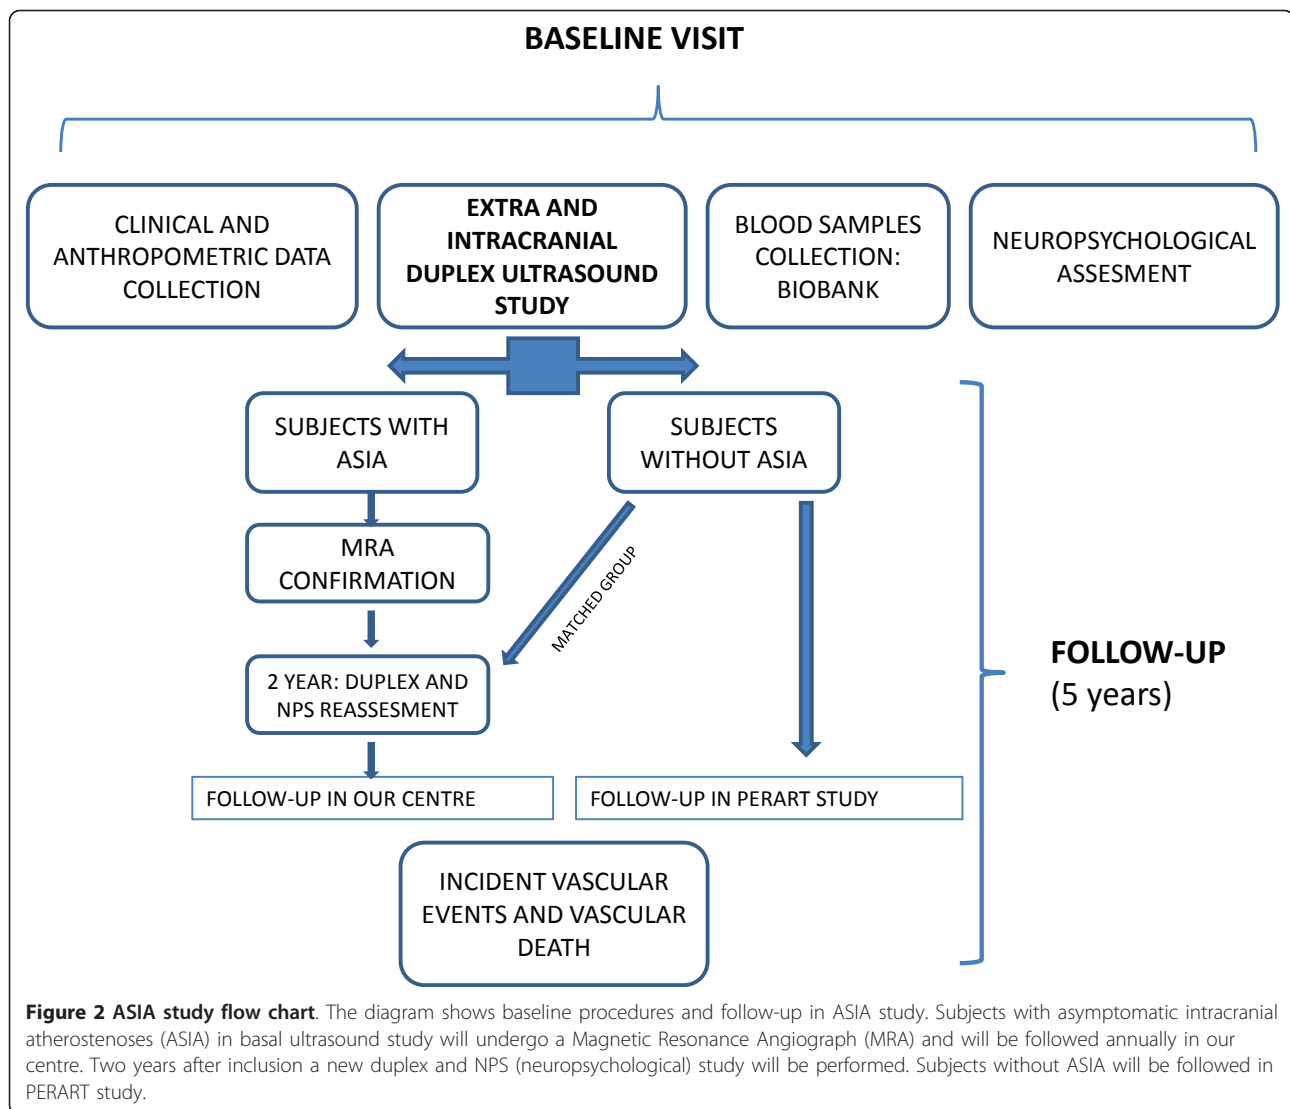 BASELINE VISIT
CLINICAL AND
ANTHROPOMETRIC DATA
COLLECTION
EXTRA AND
INTRACRANIAL
DUPLEX ULTRASOUND
STUDY
BLOOD SAMPLES
COLLECTION:
BIOBANK
NEUROPSYCHOLOGICAL
ASSESMENT
SUBJECTS WITH
ASIA
SUBJECTS
WITHOUT ASIA
MRA
CONFIRMATION
MATCHED GROUP
2 YEAR: DUPLEX AND
NPS REASSESMENT
FOLLOW-UP
(5 years)
FOLLOW-UP IN OUR CENTRE
FOLLOW-UP IN PERART STUDY
INCIDENT VASCULAR
EVENTS AND VASCULAR
DEATH
Figure 2 ASIA study flow chart. The diagram shows baseline procedures and follow-up in ASIA study. Subjects with asymptomatic intracranial
atherostenoses (ASIA) in basal ultrasound study will undergo a Magnetic Resonance Angiograph (MRA) and will be followed annually in our
centre. Two years after inclusion a new duplex and NPS (neuropsychological) study will be performed. Subjects without ASIA will be followed in
PERART study.